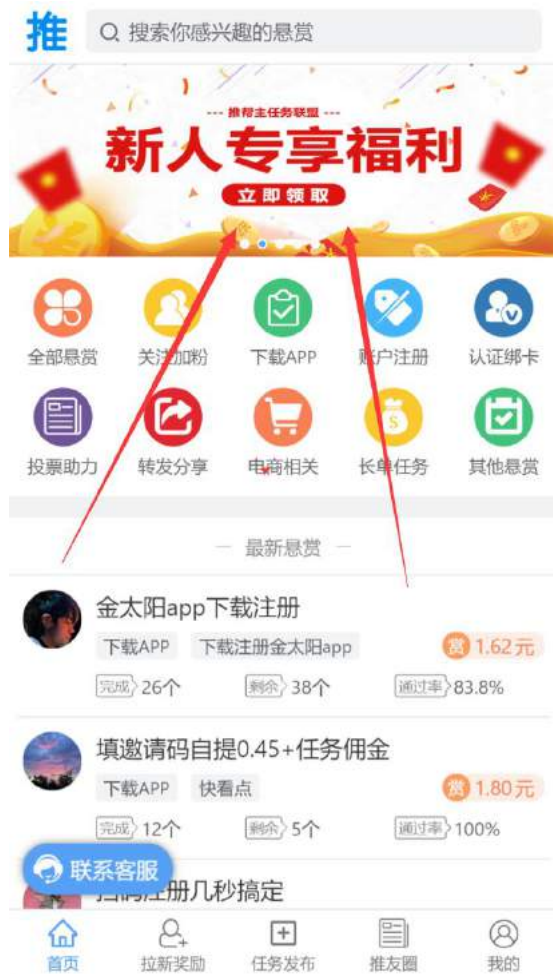 推
搜索你感兴趣的悬赏
--- 推帮主任务联盟 ---
新人专享福利
立即领取
全部悬赏 关注加粉 下载APP 账户注册 认证绑卡
投票助力 转发分享 电商相关 长单任务 其他悬赏
— 最新悬赏 —
金太阳app下载注册
下载APP 下载注册金太阳app 赏 1.62元
完成 26个 剩余 38个 通过率 83.8%
填邀请码自提0.45+任务佣金
下载APP 快看点 赏 1.80元
完成 12个 剩余 5个 通过率 100%
联系客服
扫码注册几秒搞定
首页 拉新奖励 任务发布 推友圈 我的